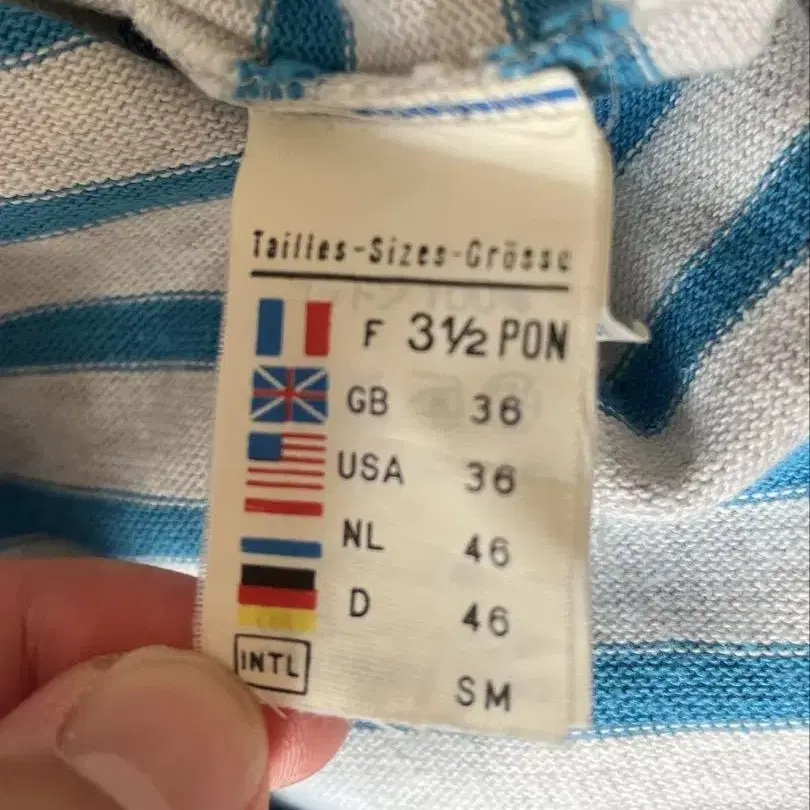 Tailles-Sizes-Grösse
F 3½ PON
GB 36
USA 36
NL 46
D 46
INTL SM